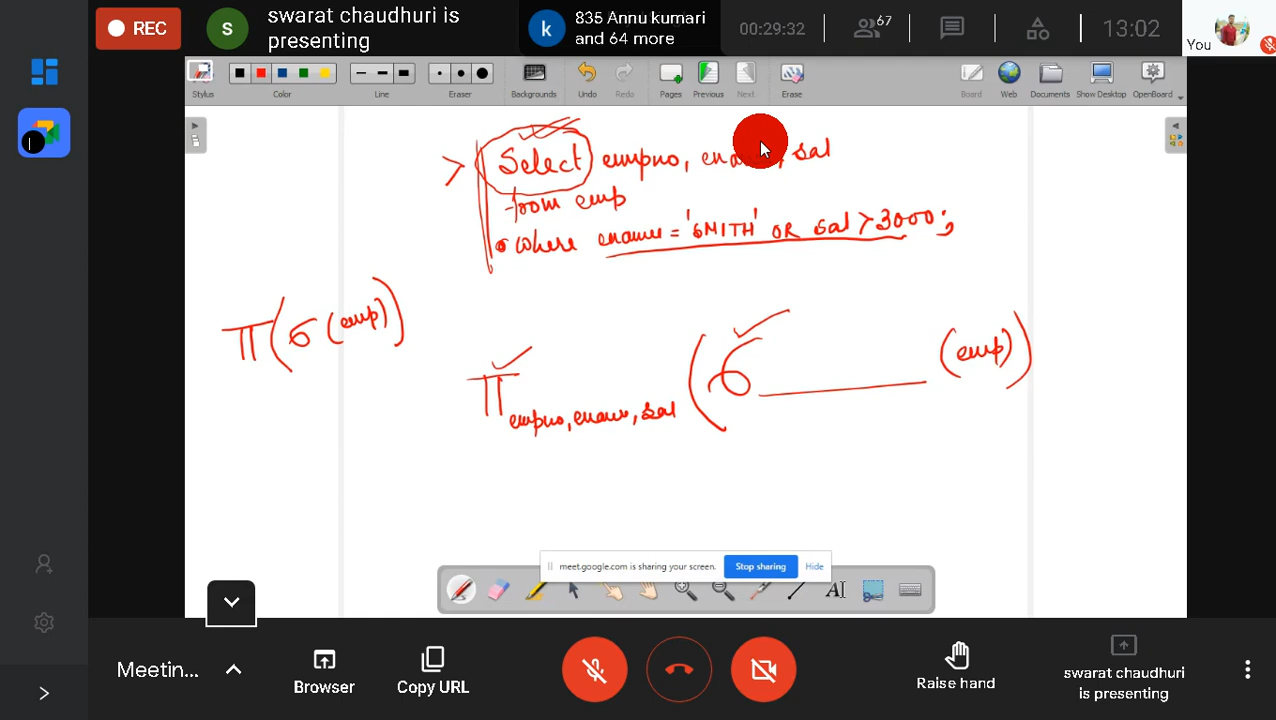 REC
s
swarat chaudhuri is
presenting
k
835 Annu kumari
and 64 more
00:29:32
67
13:02
You
Stylus
Color
Line
Eraser
Backgrounds
Undo
Redo
Pages
Previous
Next
Erase
Board
Web
Documents
Show Desktop
OpenBoard
> Select empno, ename, sal
from emp
where ename = 'SMITH' OR sal > 3000;
π(σ (emp))
π empno, ename, sal (σ (emp))
meet.google.com is sharing your screen.
Stop sharing
Hide
AI
Meetin...
Browser
Copy URL
Raise hand
swarat chaudhuri
is presenting